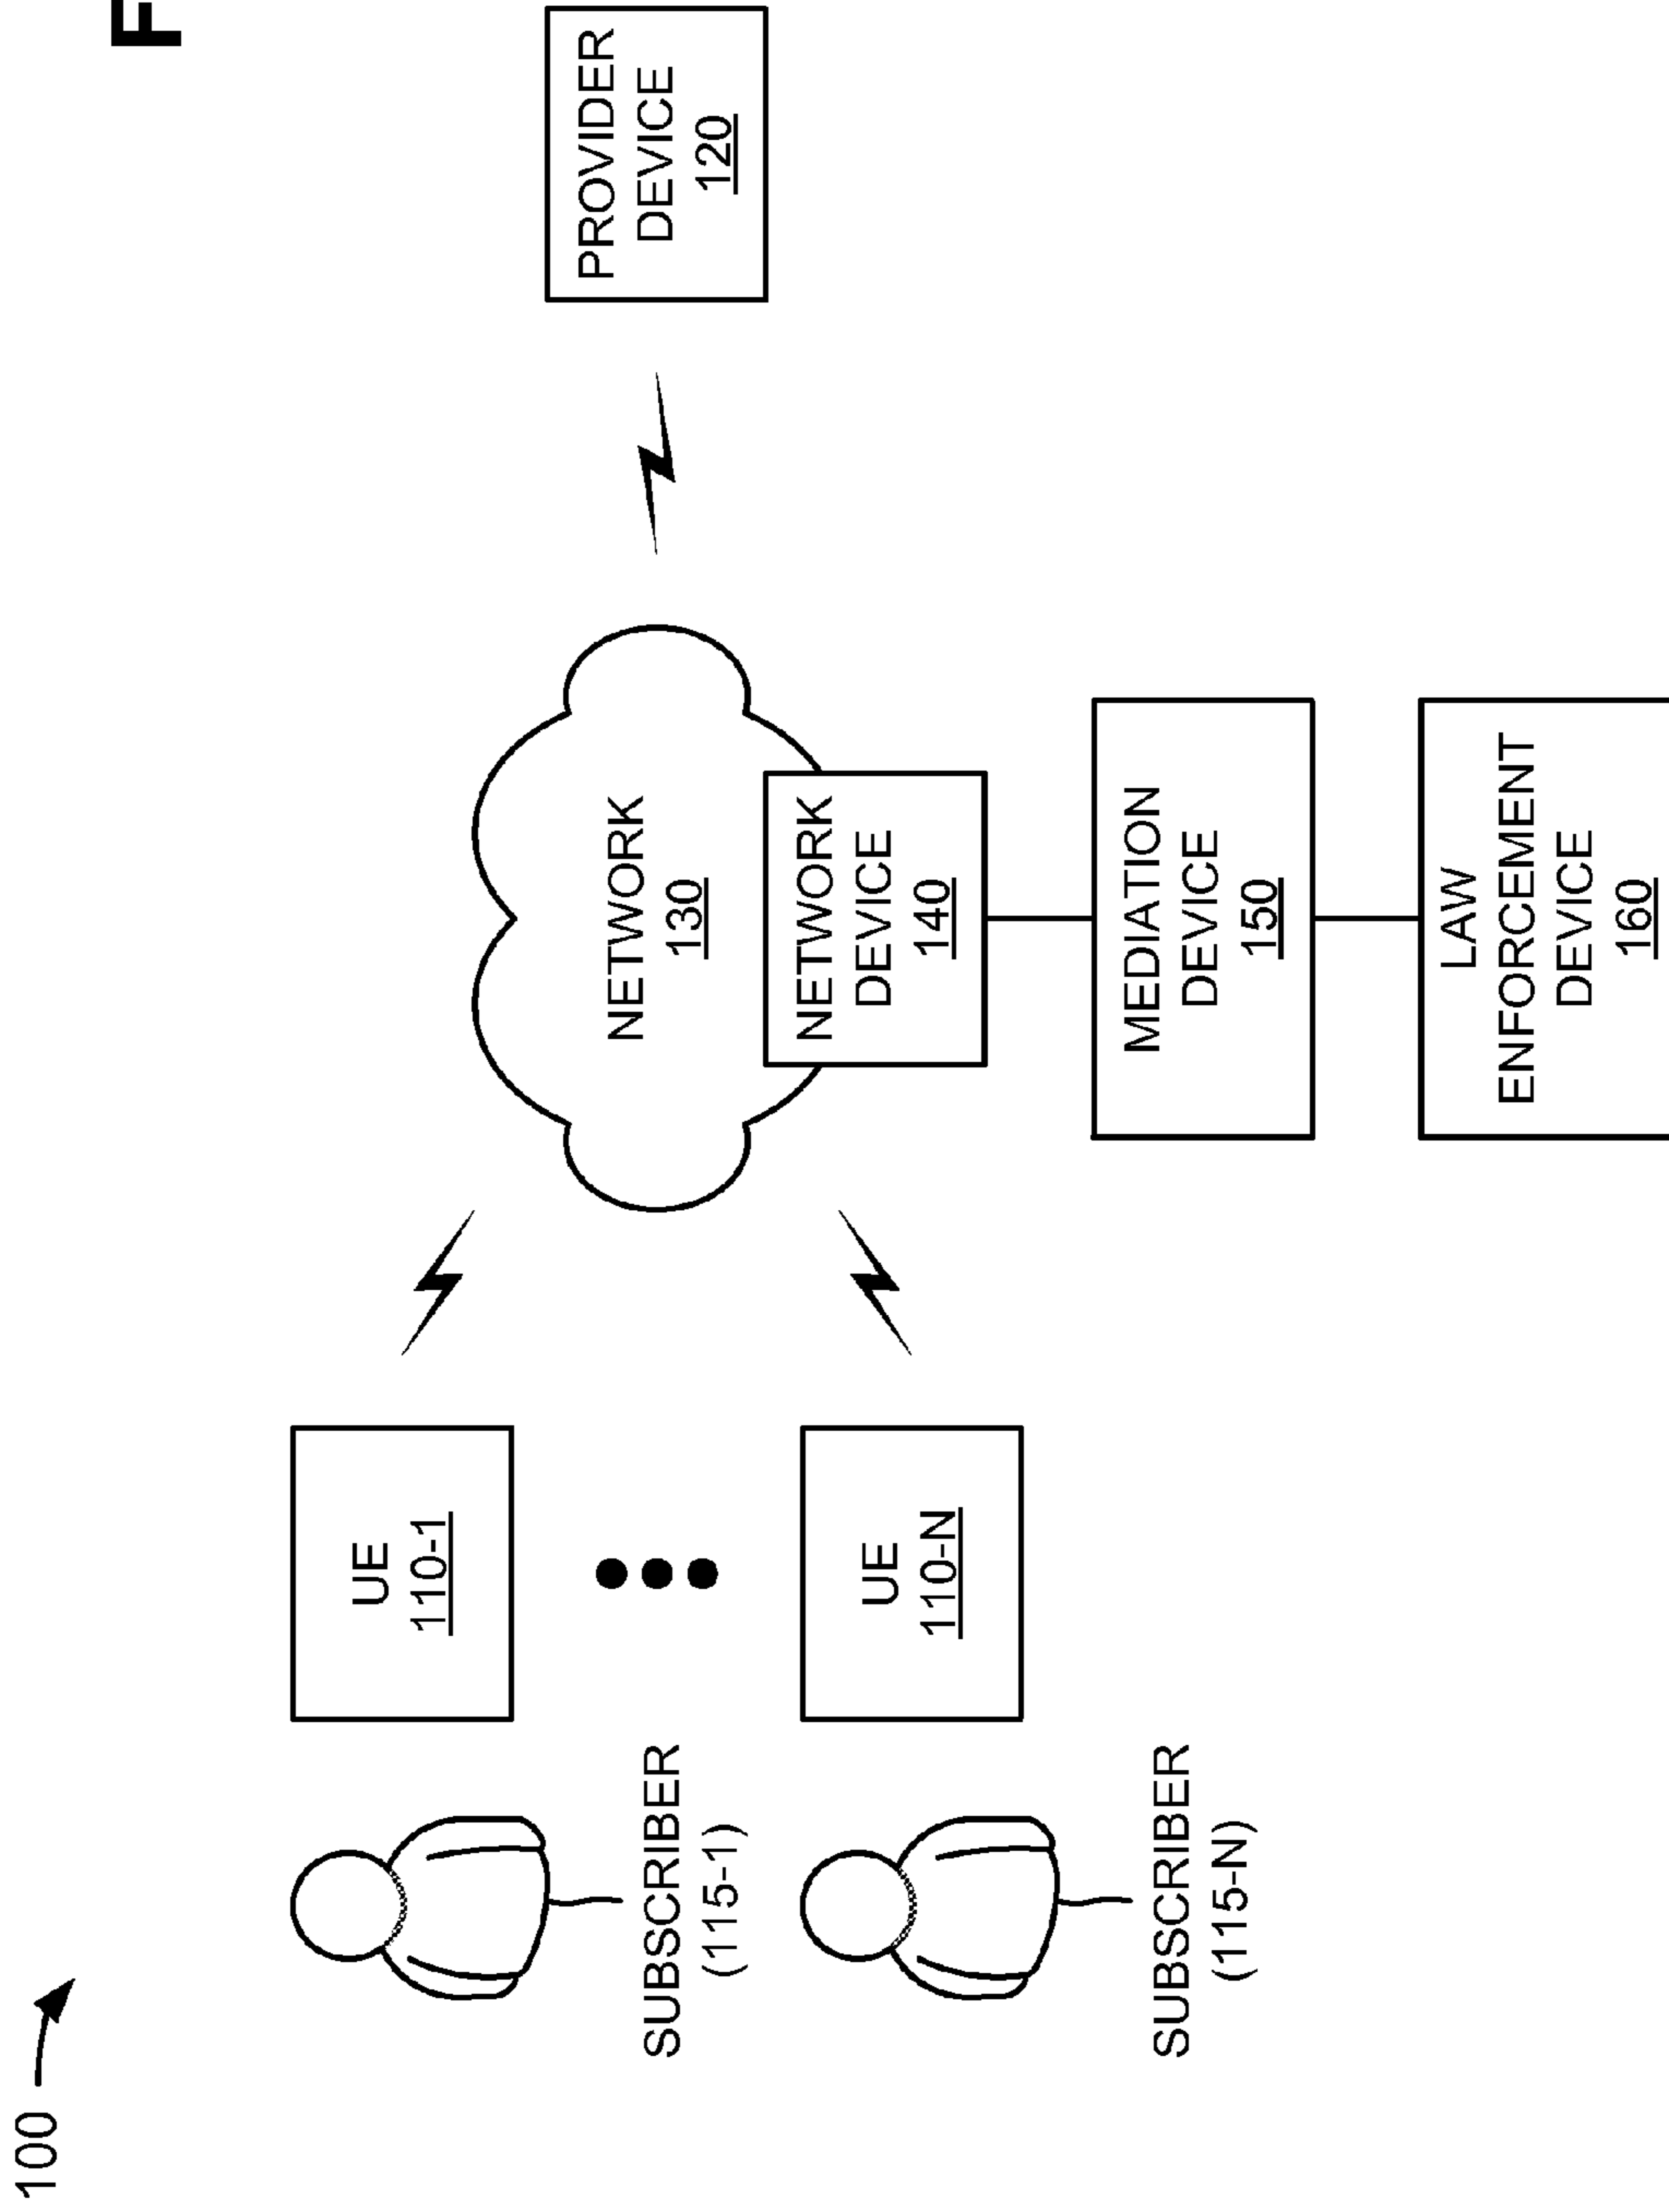 100
F
SUBSCRIBER
(115-1)
UE
110-1
SUBSCRIBER
(115-N)
UE
110-N
NETWORK
130
NETWORK
DEVICE
140
PROVIDER
DEVICE
120
MEDIATION
DEVICE
150
LAW
ENFORCEMENT
DEVICE
160